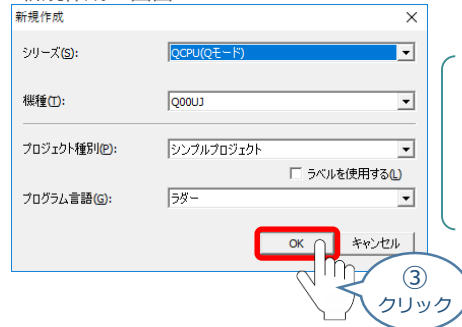 新規作成
シリーズ(S):
QCPU(Qモード)
機種(T):
Q00UJ
プロジェクト種別(P):
シンプルプロジェクト
ラベルを使用する(L)
プログラム言語(G):
ラダー
OK
キャンセル
③
クリック